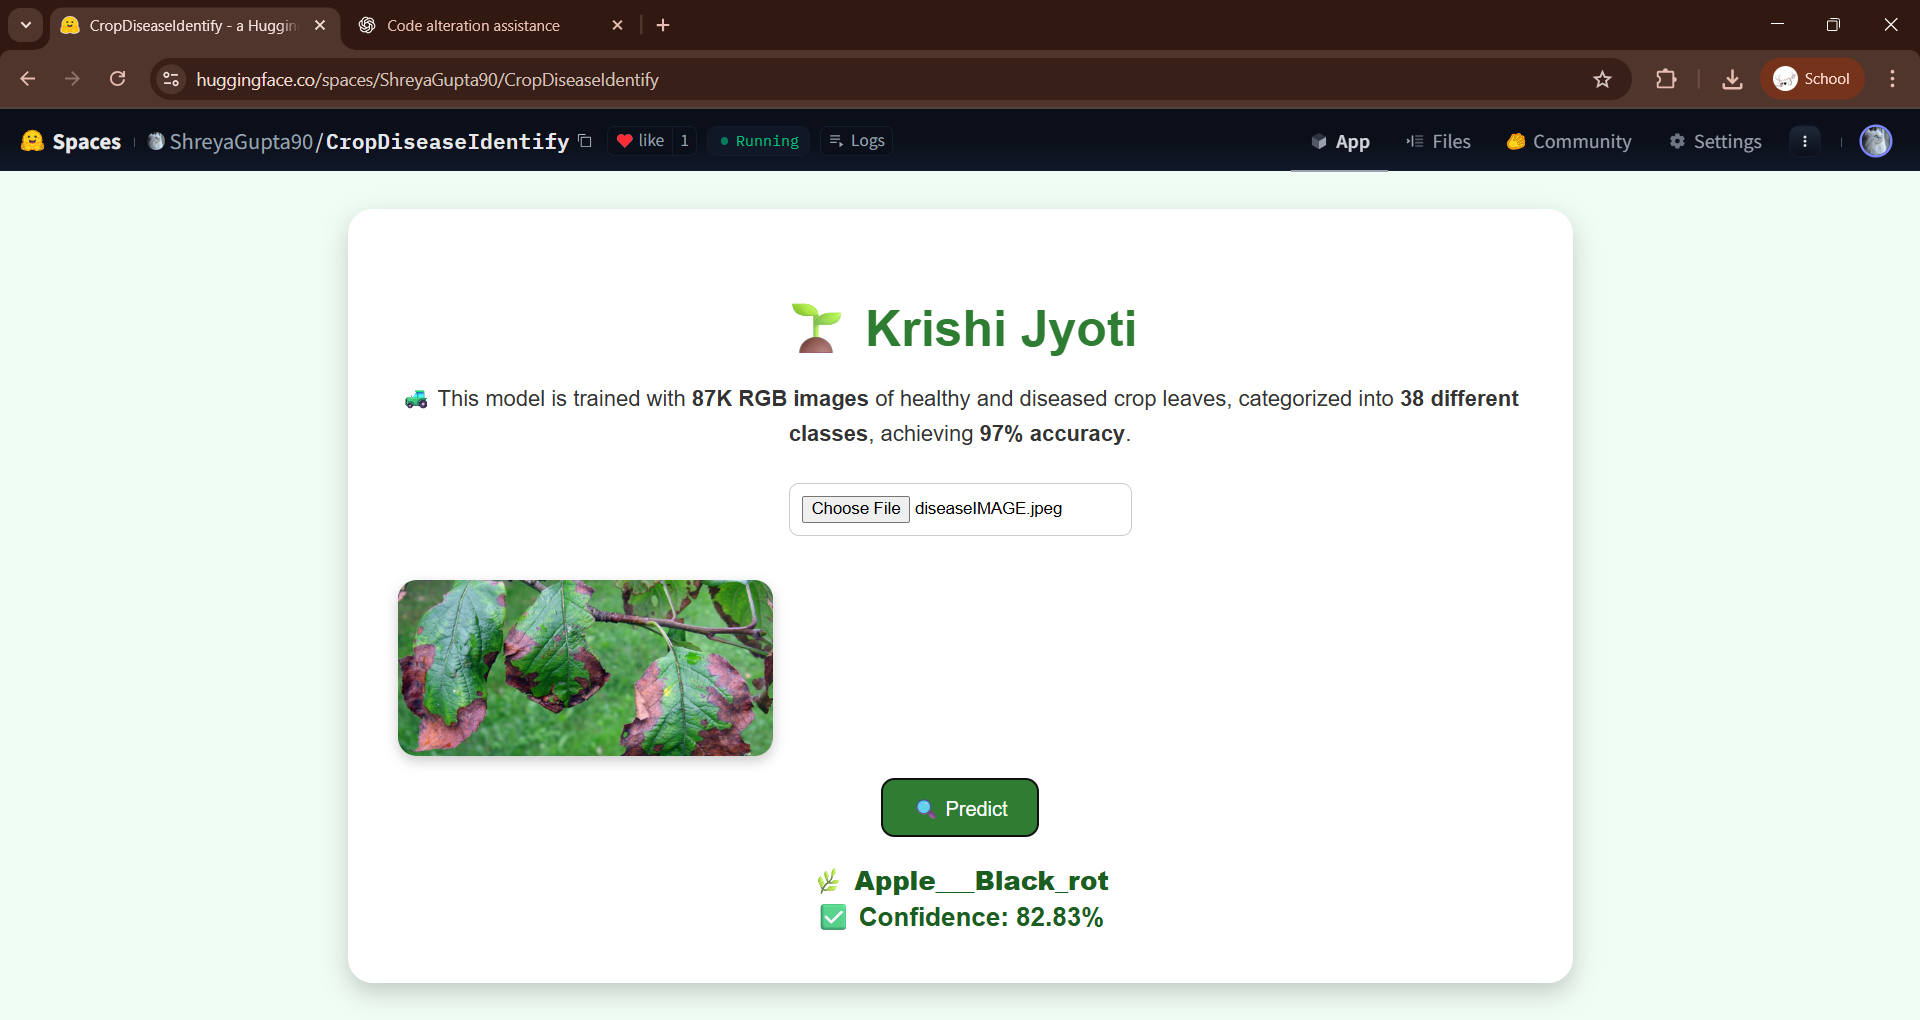 CropDiseaseIdentify - a Huggin
Code alteration assistance
huggingface.co/spaces/ShreyaGupta90/CropDiseaseIdentify
School
Spaces ShreyaGupta90/CropDiseaseIdentify like 1 Running Logs App Files Community Settings
Krishi Jyoti
This model is trained with 87K RGB images of healthy and diseased crop leaves, categorized into 38 different
classes, achieving 97% accuracy.
Choose File diseaseIMAGE.jpeg
Predict
Apple___Black_rot
Confidence: 82.83%